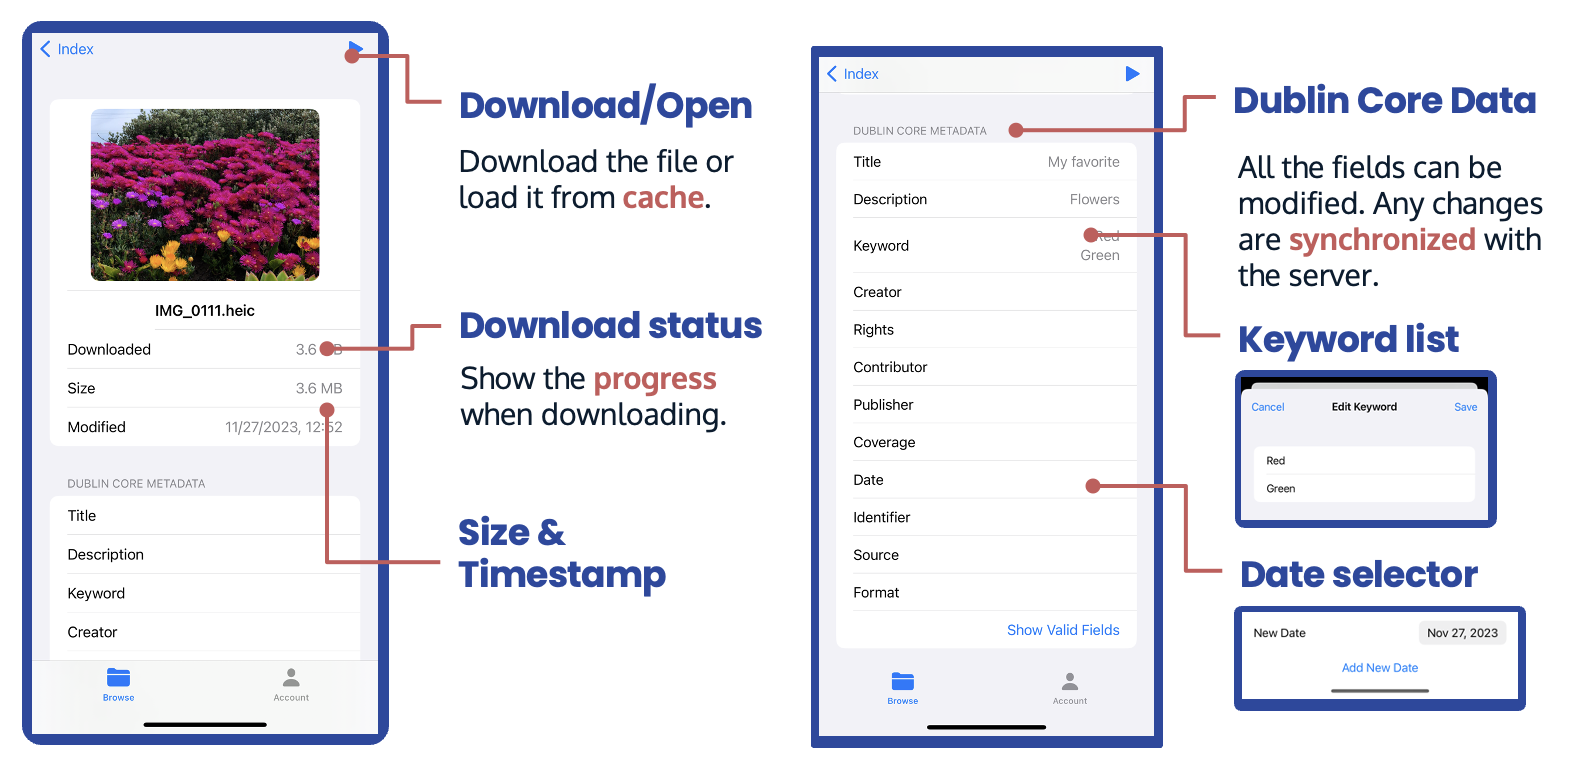 Index
IMG_0111.heic
Downloaded 3.6
Size 3.6 MB
Modified 11/27/2023, 12:52
DUBLIN CORE METADATA
Title
Description
Keyword
Creator
Browse
Account
Download/Open
Download the file or
load it from cache.
Download status
Show the progress
when downloading.
Size &
Timestamp
Index
DUBLIN CORE METADATA
Title My favorite
Description Flowers
Keyword Red
Green
Creator
Rights
Contributor
Publisher
Coverage
Date
Identifier
Source
Format
Show Valid Fields
Browse
Account
Dublin Core Data
All the fields can be
modified. Any changes
are synchronized with
the server.
Keyword list
Cancel Edit Keyword Save
Red
Green
Date selector
New Date Nov 27, 2023
Add New Date